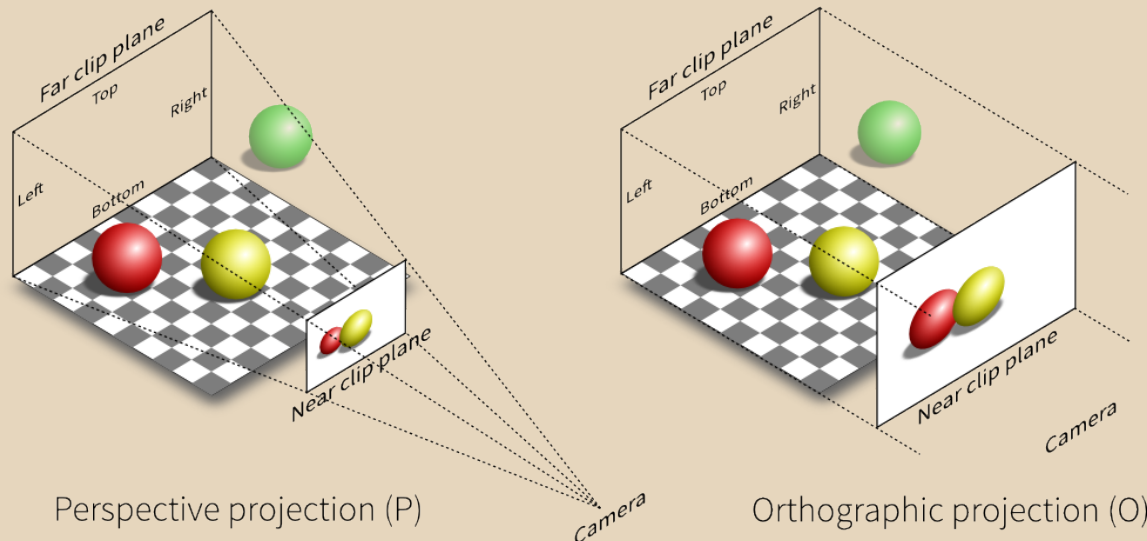 Far clip plane
Top
Right
Left
Bottom
Near clip plane
Camera
Perspective projection (P)
Far clip plane
Top
Right
Left
Bottom
Near clip plane
Camera
Orthographic projection (O)